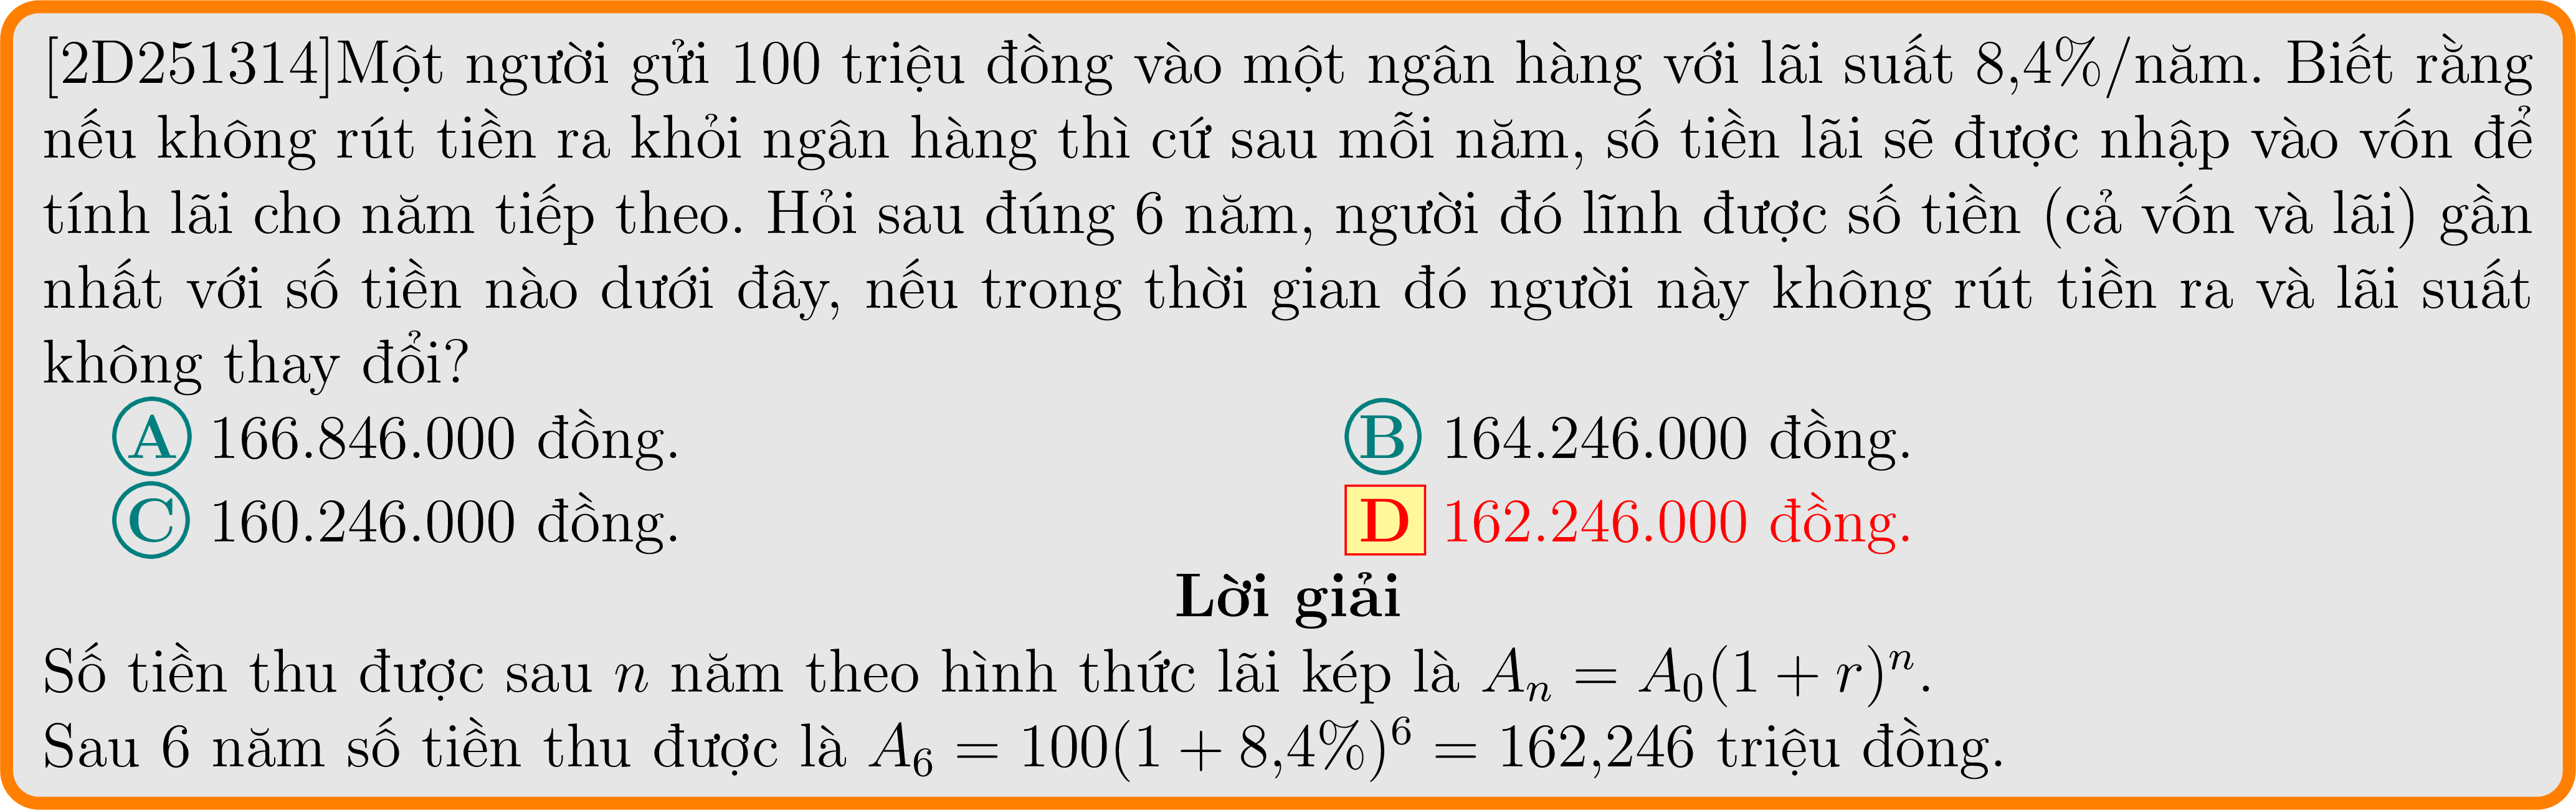 [2D251314]Một người gửi 100 triệu đồng vào một ngân hàng với lãi suất 8,4%/năm. Biết rằng
nếu không rút tiền ra khỏi ngân hàng thì cứ sau mỗi năm, số tiền lãi sẽ được nhập vào vốn để
tính lãi cho năm tiếp theo. Hỏi sau đúng 6 năm, người đó lĩnh được số tiền (cả vốn và lãi) gần
nhất với số tiền nào dưới đây, nếu trong thời gian đó người này không rút tiền ra và lãi suất
không thay đổi?
A 166.846.000 đồng. B 164.246.000 đồng.
C 160.246.000 đồng. D 162.246.000 đồng.
Lời giải
Số tiền thu được sau n năm theo hình thức lãi kép là $A_n = A_0(1 + r)^n$.
Sau 6 năm số tiền thu được là $A_6 = 100(1 + 8,4\%)^6 = 162,246$ triệu đồng.